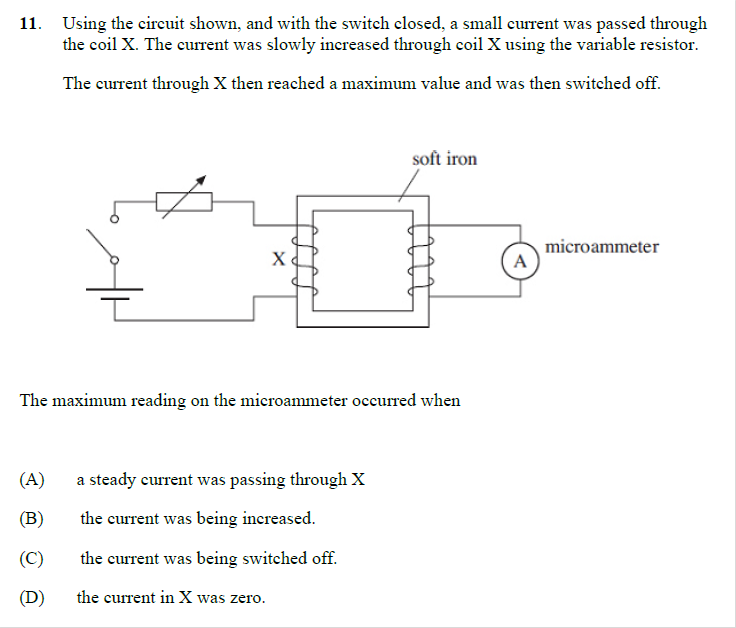 11. Using the circuit shown, and with the switch closed, a small current was passed through
the coil X. The current was slowly increased through coil X using the variable resistor.
The current through X then reached a maximum value and was then switched off.
soft iron
microammeter
X
A
The maximum reading on the microammeter occurred when
(A) a steady current was passing through X
(B) the current was being increased.
(C) the current was being switched off.
(D) the current in X was zero.